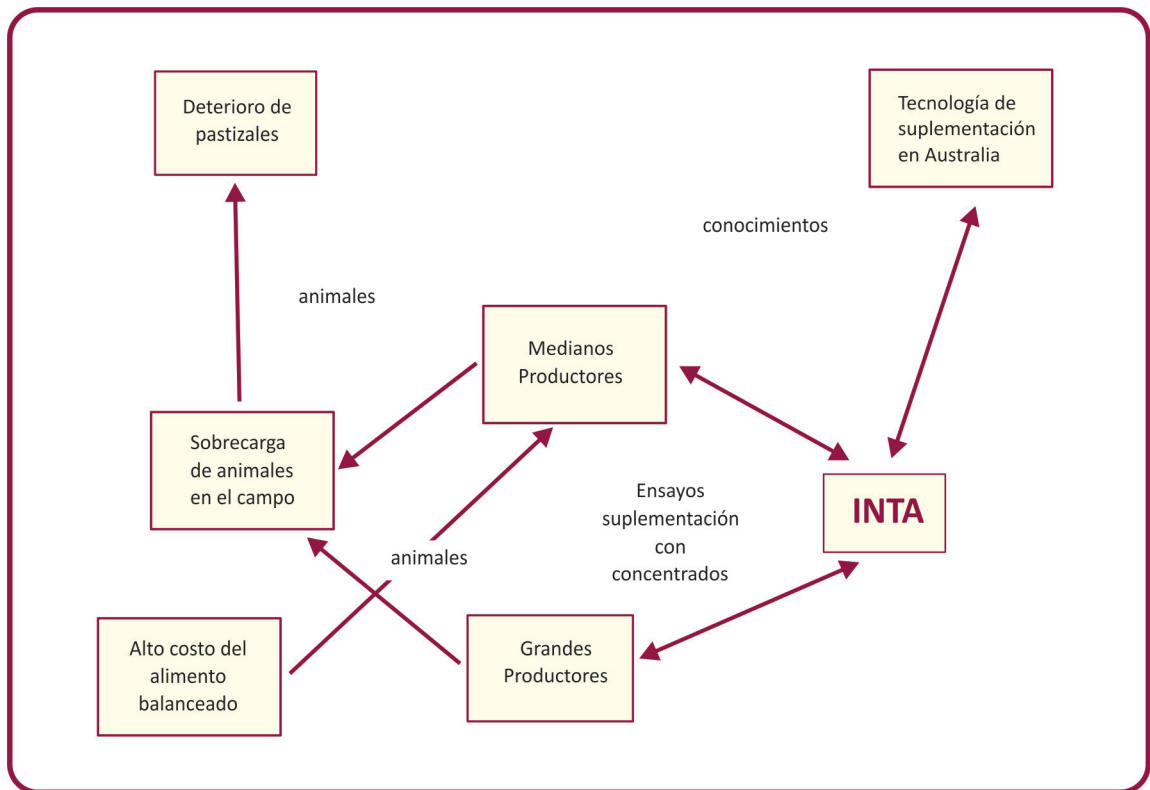 Deterioro de
pastizales
Tecnología de
suplementación
en Australia
conocimientos
animales
Medianos
Productores
Sobrecarga
de animales
en el campo
Ensayos
suplementación
con
concentrados
INTA
animales
Alto costo del
alimento
balanceado
Grandes
Productores